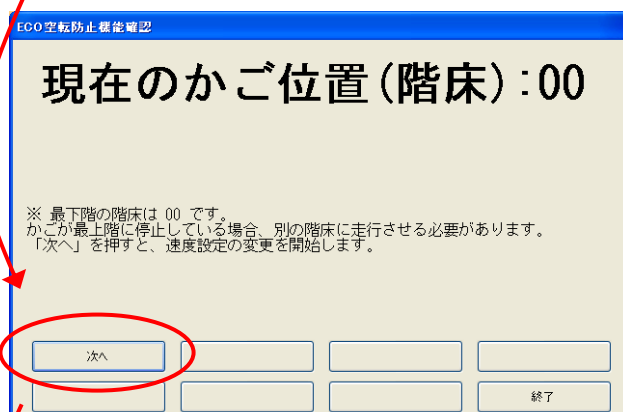 ECO空転防止機能確認
現在のかご位置(階床):00
※ 最下階の階床は 00 です。
かごが最上階に停止している場合、別の階床に走行させる必要があります。
「次へ」を押すと、速度設定の変更を開始します。
次へ
終了